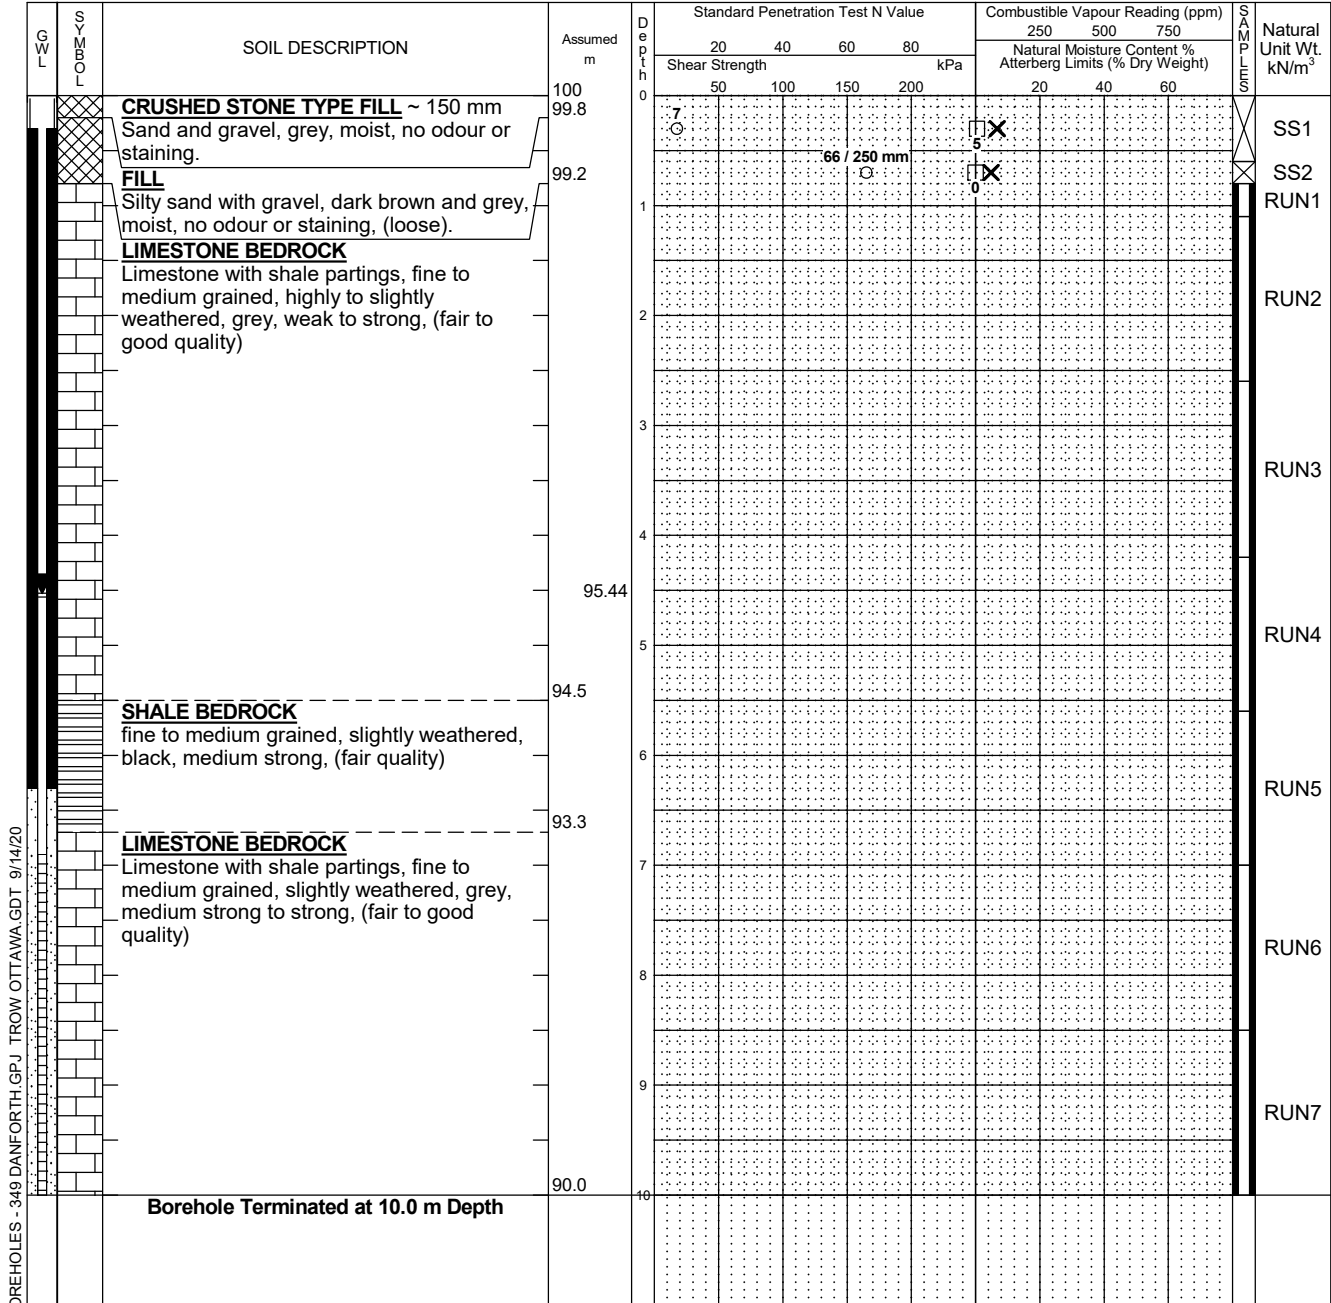 GWL
SYMBOL
SOIL DESCRIPTION
Assumed
m
Depth
Standard Penetration Test N Value
20 40 60 80
Shear Strength kPa
50 100 150 200
Combustible Vapour Reading (ppm)
250 500 750
Natural Moisture Content %
Atterberg Limits (% Dry Weight)
20 40 60
SAMPLES
Natural
Unit Wt.
kN/m³
100
0
CRUSHED STONE TYPE FILL ~ 150 mm
99.8
Sand and gravel, grey, moist, no odour or
staining.
7
5
SS1
FILL
99.2
66 / 250 mm
0
SS2
Silty sand with gravel, dark brown and grey,
moist, no odour or staining, (loose).
1
RUN1
LIMESTONE BEDROCK
Limestone with shale partings, fine to
medium grained, highly to slightly
weathered, grey, weak to strong, (fair to
good quality)
RUN2
2
3
RUN3
4
95.44
RUN4
5
94.5
SHALE BEDROCK
fine to medium grained, slightly weathered,
black, medium strong, (fair quality)
6
RUN5
93.3
LIMESTONE BEDROCK
Limestone with shale partings, fine to
medium grained, slightly weathered, grey,
medium strong to strong, (fair to good
quality)
7
RUN6
8
9
RUN7
90.0
10
Borehole Terminated at 10.0 m Depth
OREHOLES - 349 DANFORTH.GPJ TROW OTTAWA.GDT 9/14/20